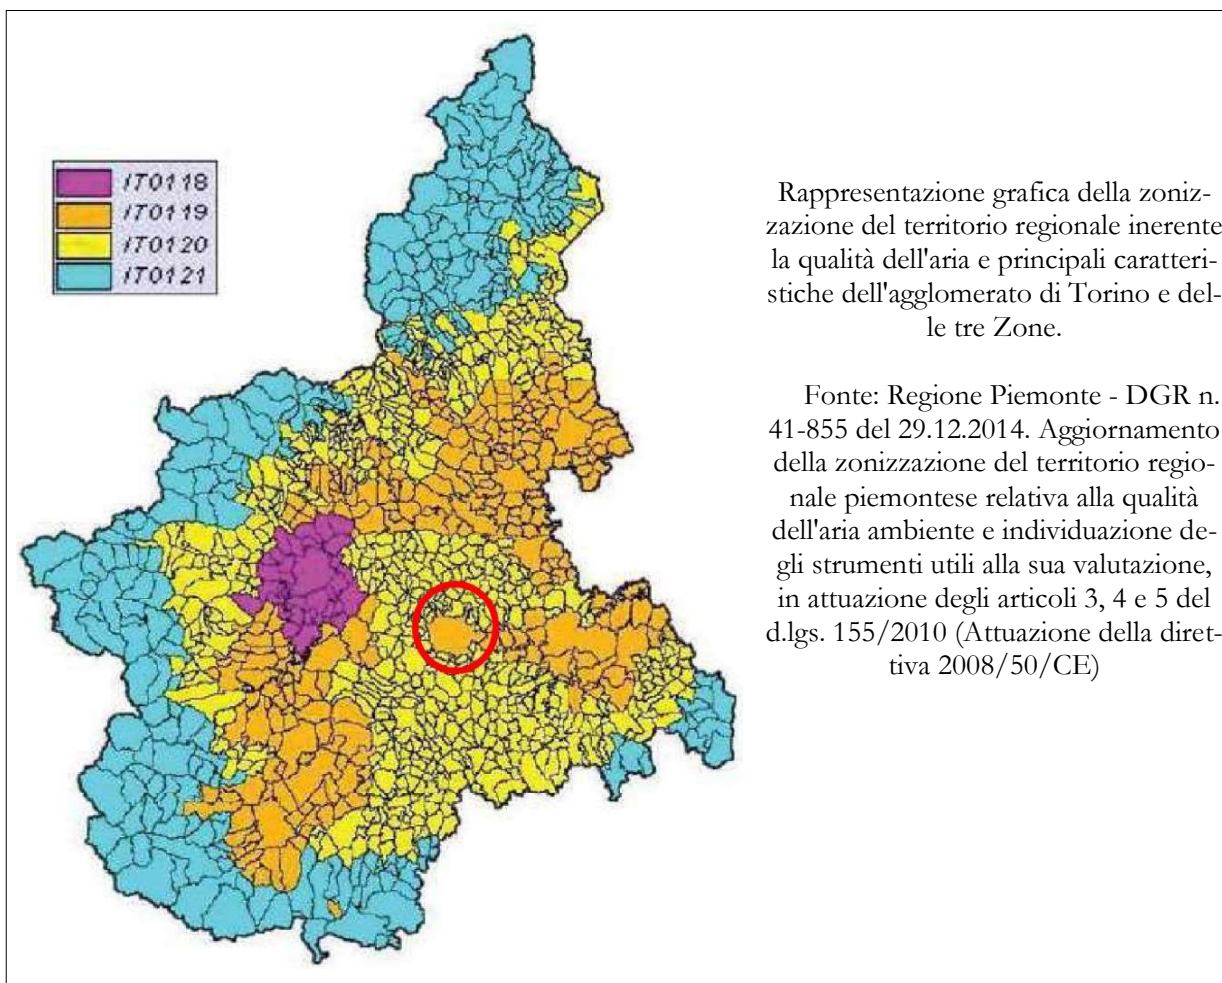 IT0118
IT0119
IT0120
IT0121
Rappresentazione grafica della zoniz-
zazione del territorio regionale inerente
la qualità dell'aria e principali caratteri-
stiche dell'agglomerato di Torino e del-
le tre Zone.
Fonte: Regione Piemonte - DGR n.
41-855 del 29.12.2014. Aggiornamento
della zonizzazione del territorio regio-
nale piemontese relativa alla qualità
dell'aria ambiente e individuazione de-
gli strumenti utili alla sua valutazione,
in attuazione degli articoli 3, 4 e 5 del
d.lgs. 155/2010 (Attuazione della diret-
tiva 2008/50/CE)